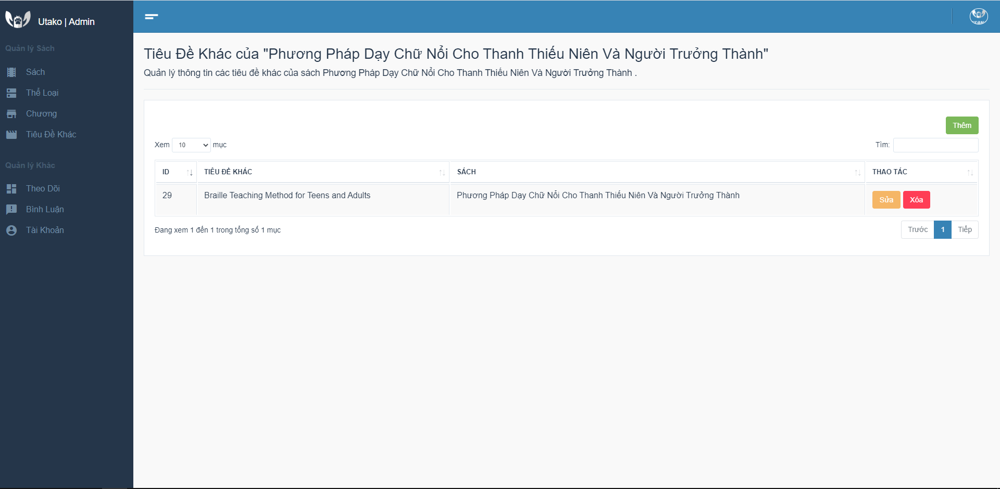 Utako | Admin
Quản lý Sách
Sách
Thể Loại
Chương
Tiêu Đề Khác
Quản lý Khác
Theo Dõi
Bình Luận
Tài Khoản
Tiêu Đề Khác của "Phương Pháp Dạy Chữ Nổi Cho Thanh Thiếu Niên Và Người Trưởng Thành"
Quản lý thông tin các tiêu đề khác của sách Phương Pháp Dạy Chữ Nổi Cho Thanh Thiếu Niên Và Người Trưởng Thành .
Thêm
Xem 10 mục
Tìm:
ID TIÊU ĐỀ KHÁC SÁCH THAO TÁC
29 Braille Teaching Method for Teens and Adults Phương Pháp Dạy Chữ Nổi Cho Thanh Thiếu Niên Và Người Trưởng Thành Sửa Xóa
Đang xem 1 đến 1 trong tổng số 1 mục
Trước 1 Tiếp